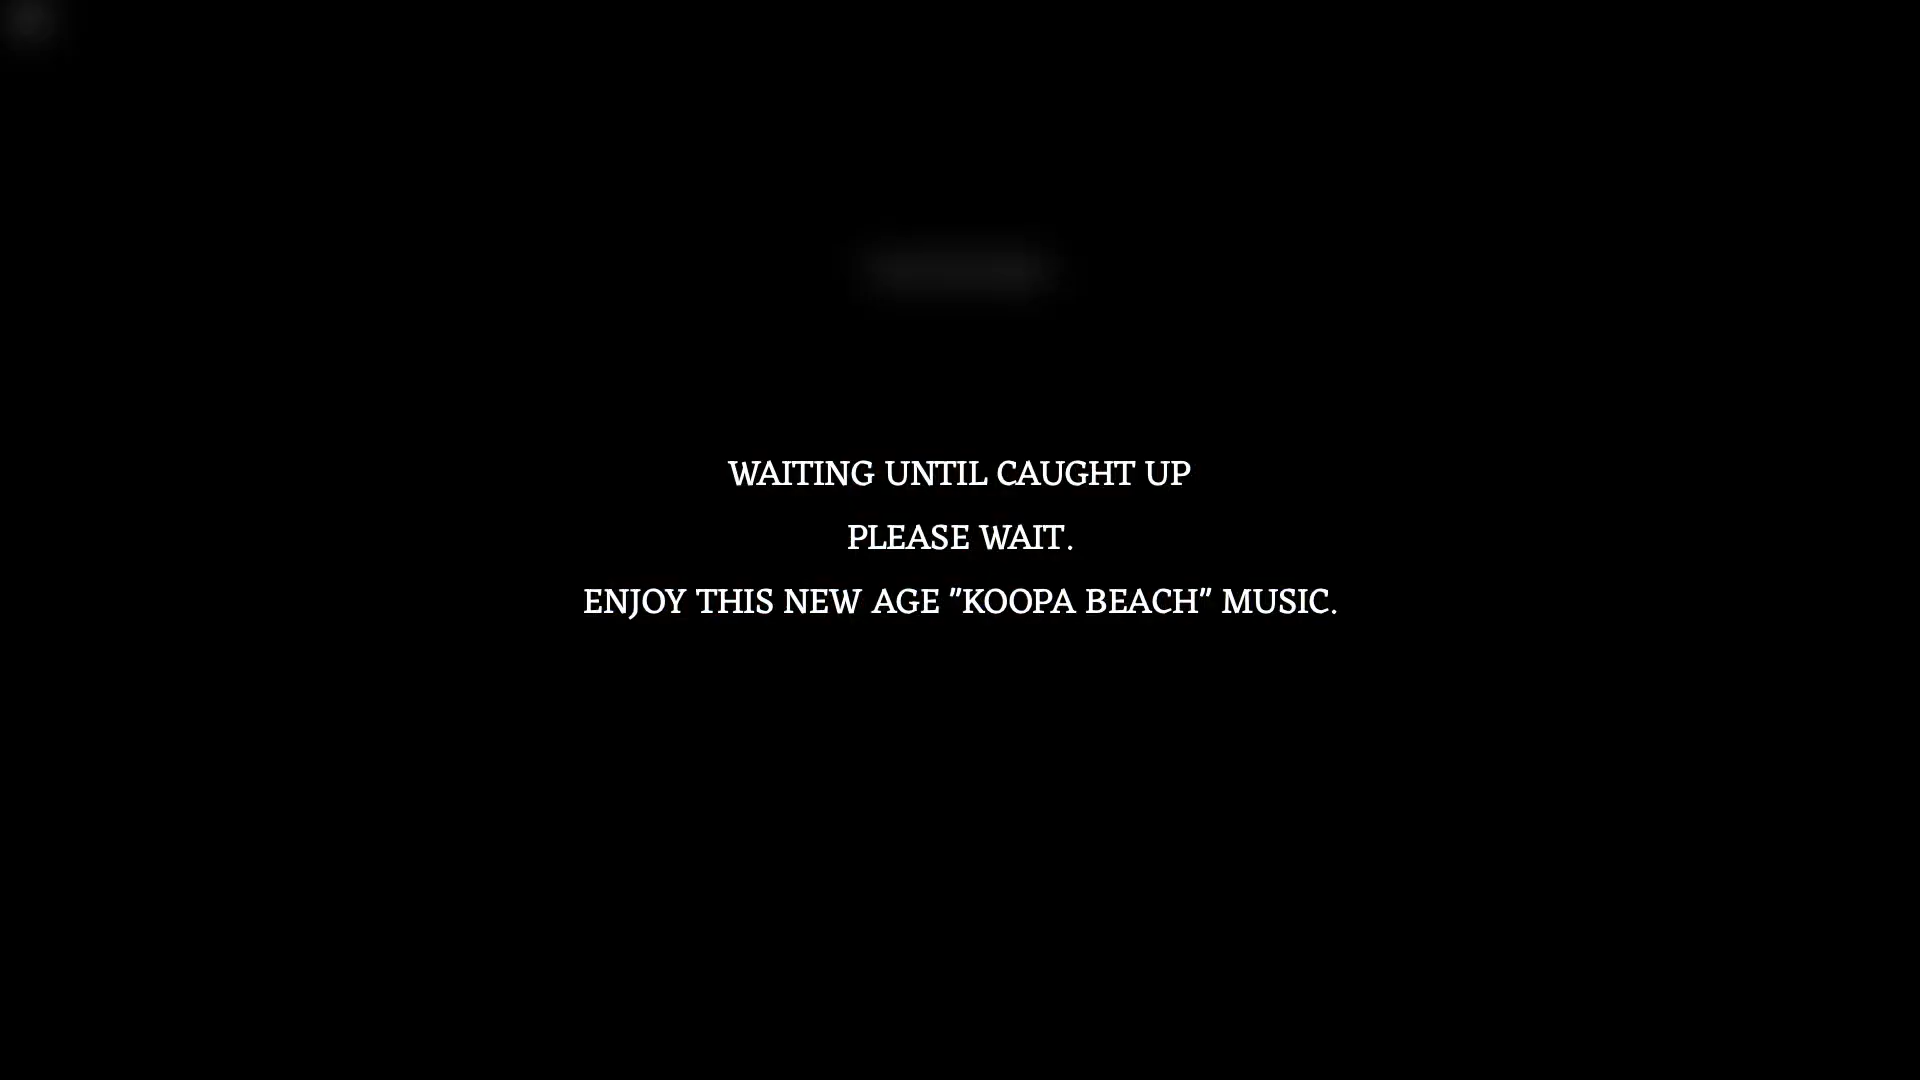 WAITING UNTIL CAUGHT UP
PLEASE WAIT.
ENJOY THIS NEW AGE "KOOPA BEACH" MUSIC.